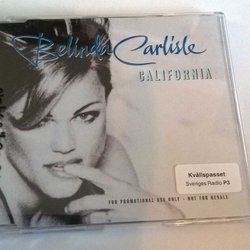 Belinda Carlisle
CALIFORNIA
Kvällspasset
Sveriges Radio P3
FOR PROMOTIONAL USE ONLY - NOT FOR RESALE